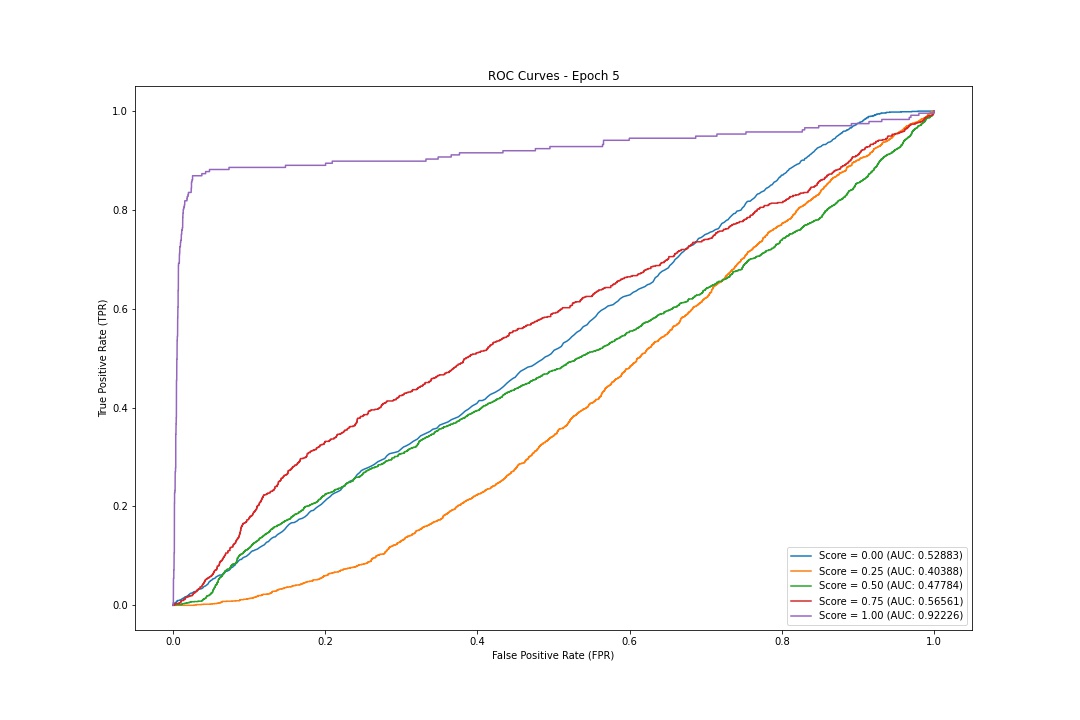 ROC Curves - Epoch 5
True Positive Rate (TPR)
1.0
0.8
0.6
0.4
0.2
0.0
0.0 0.2 0.4 0.6 0.8 1.0
False Positive Rate (FPR)
Score = 0.00 (AUC: 0.52883)
Score = 0.25 (AUC: 0.40388)
Score = 0.50 (AUC: 0.47784)
Score = 0.75 (AUC: 0.56561)
Score = 1.00 (AUC: 0.92226)